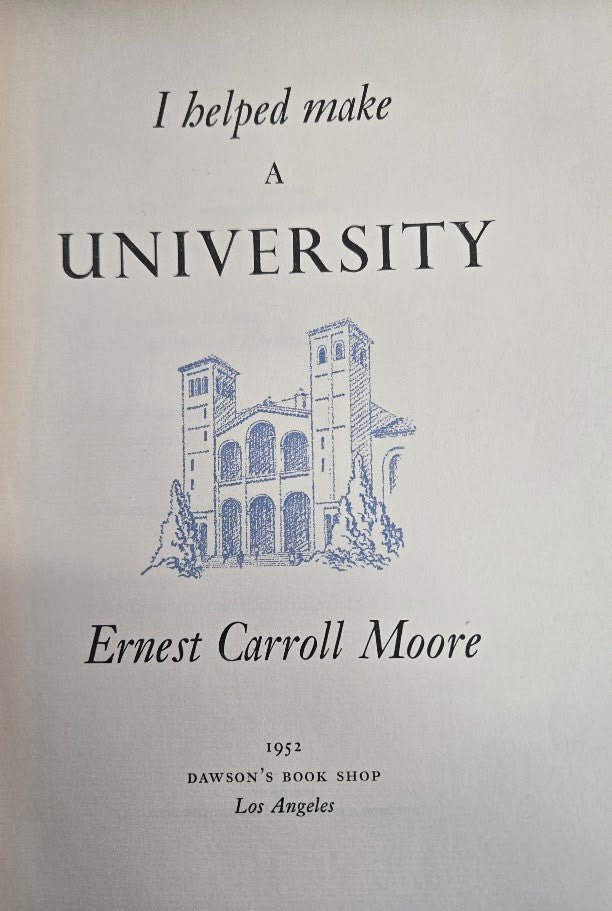 I helped make
A
UNIVERSITY
Ernest Carroll Moore
1952
DAWSON'S BOOK SHOP
Los Angeles